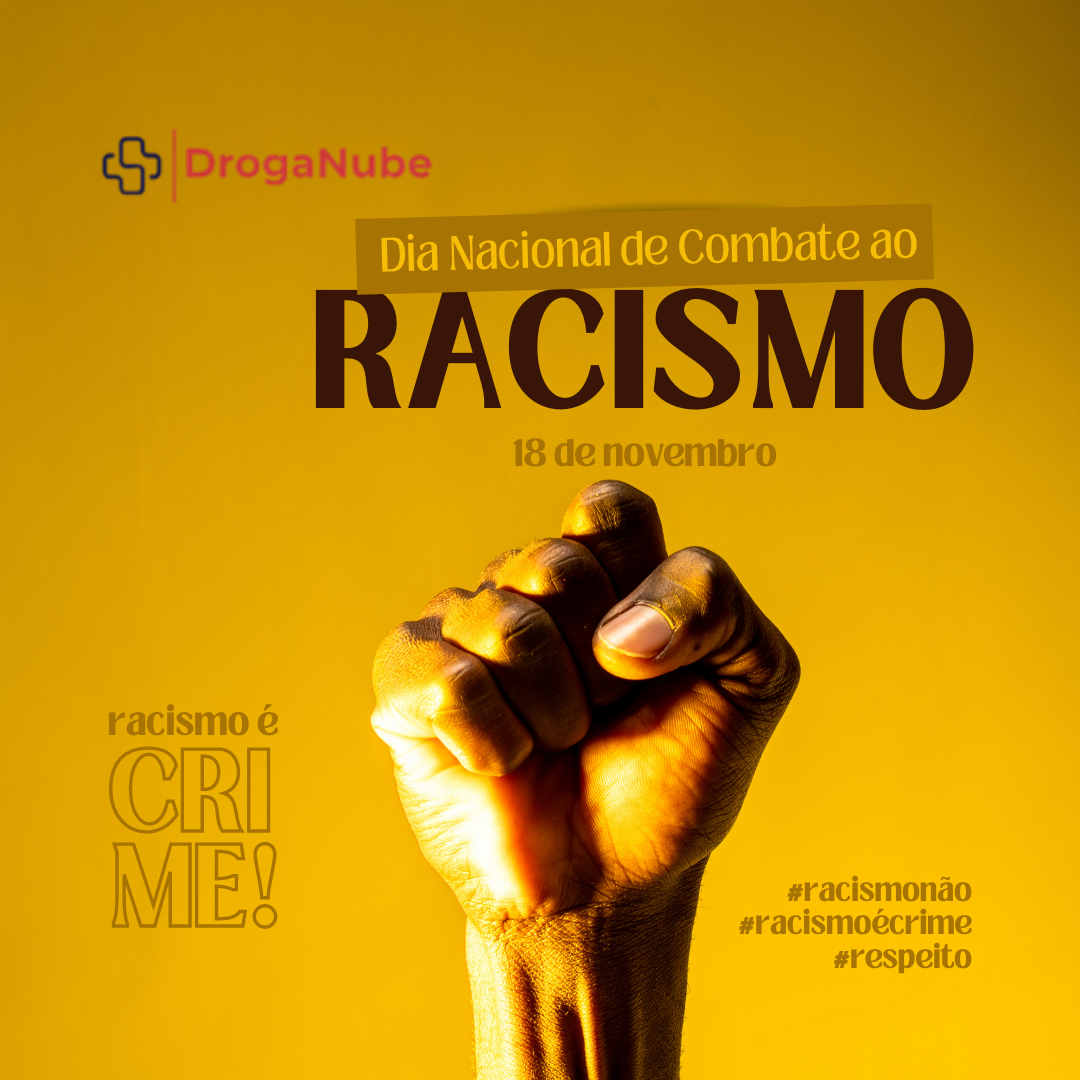 DrogaNube
Dia Nacional de Combate ao
RACISMO
18 de novembro
racismo é
CRI
ME!
#racismonão
#racismoécrime
#respeito